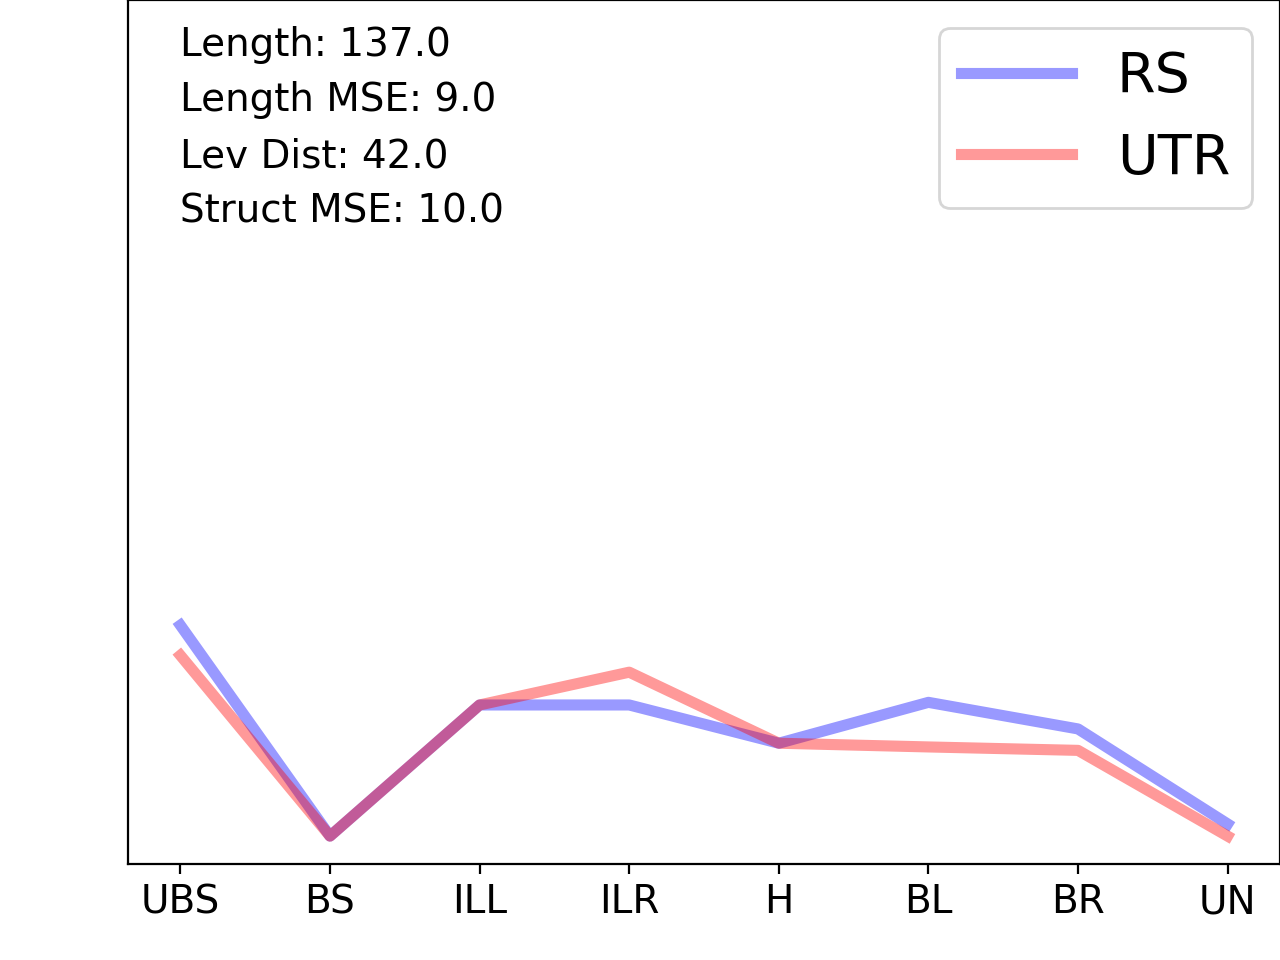 Length: 137.0
Length MSE: 9.0
Lev Dist: 42.0
Struct MSE: 10.0
RS
UTR
UBS BS ILL ILR H BL BR UN